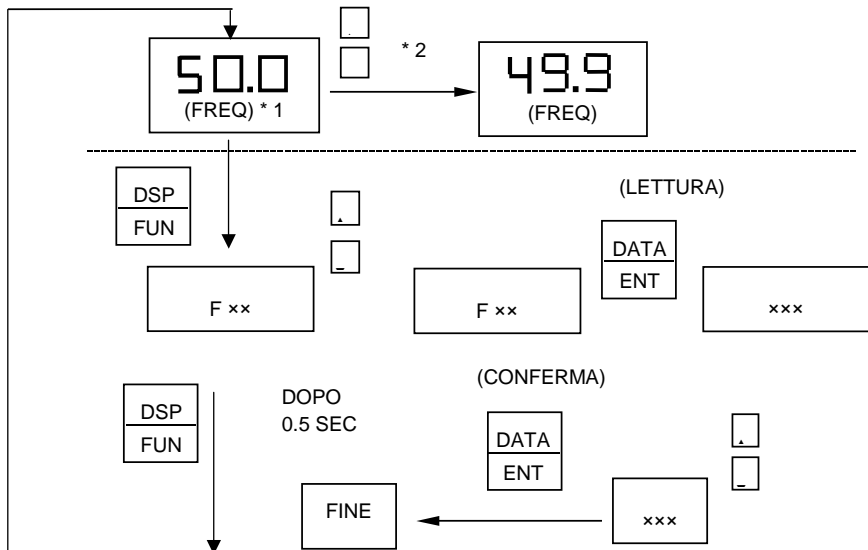 50.0
(FREQ) * 1
* 2
49.9
(FREQ)
(LETTURA)
DSP
FUN
DATA
ENT
F ××
F ××
×××
(CONFERMA)
DSP
FUN
DOPO
0.5 SEC
DATA
ENT
FINE
×××